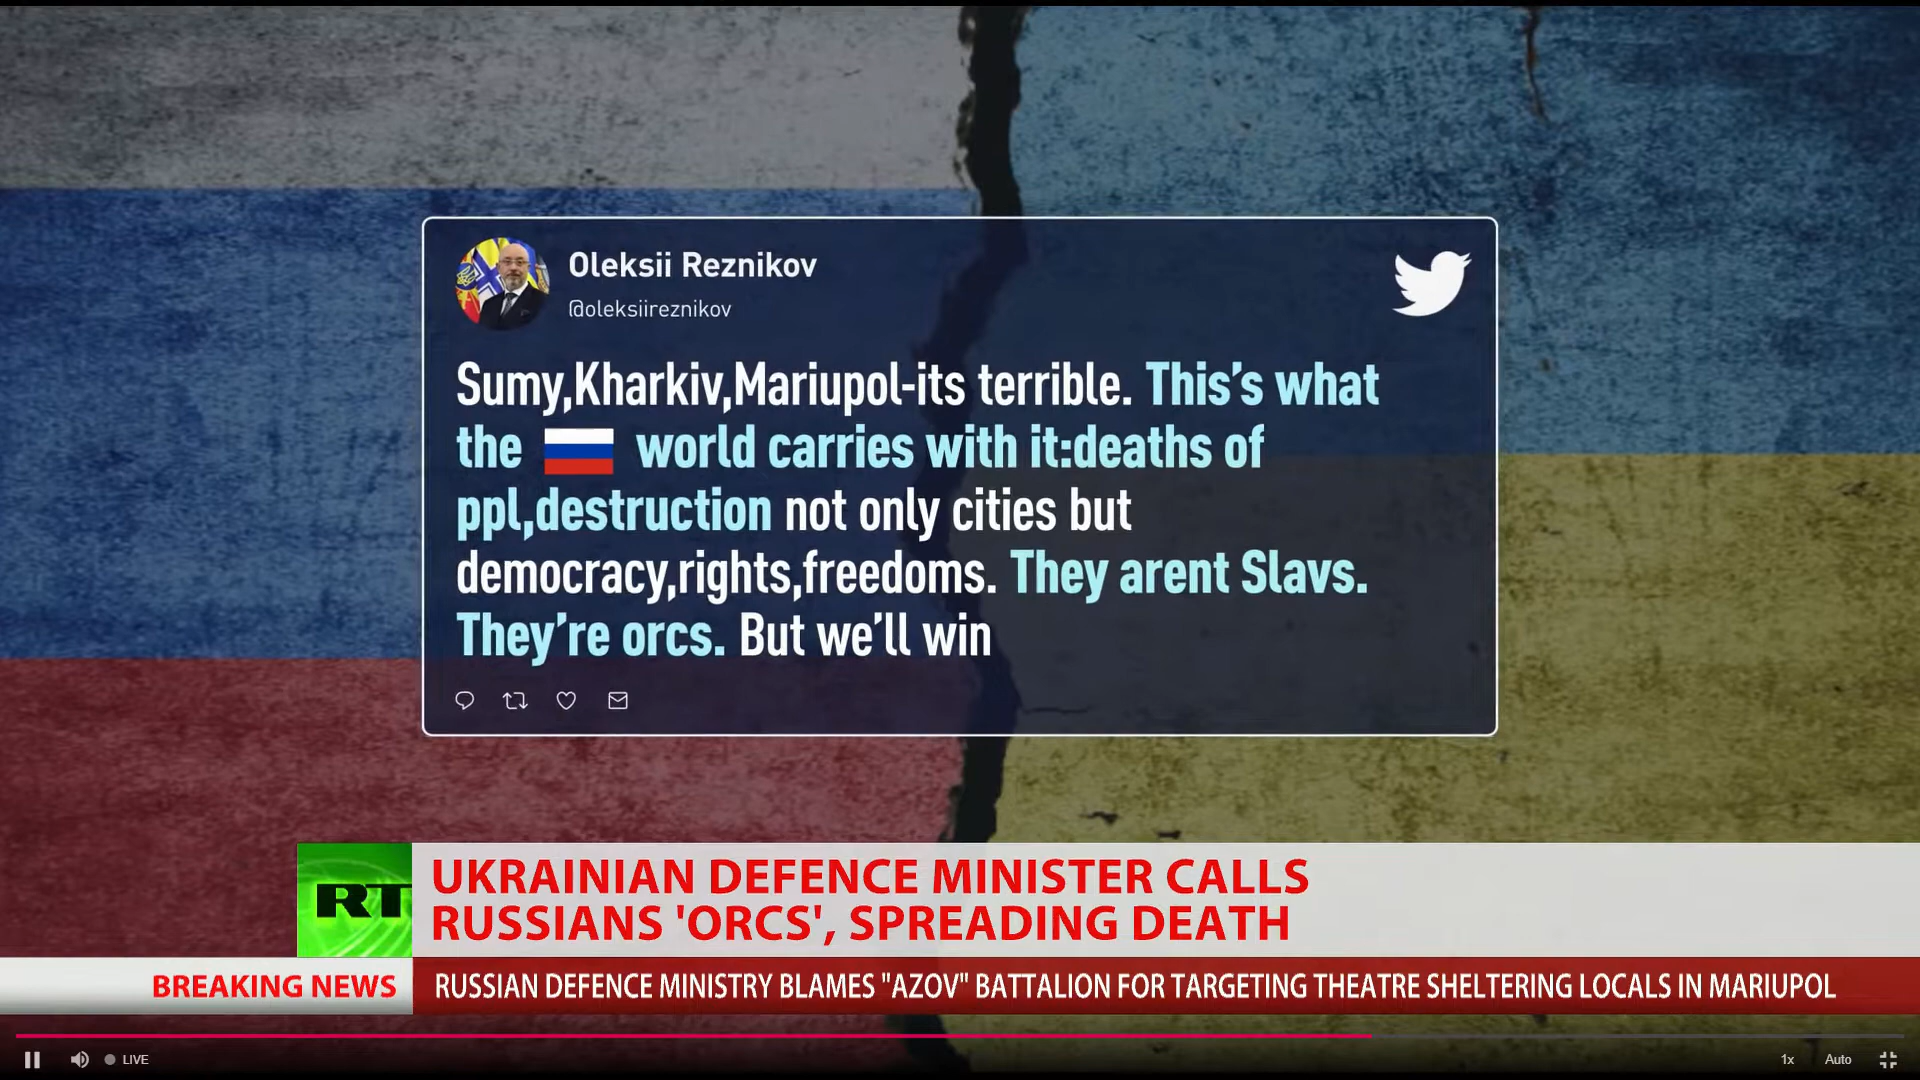 Oleksii Reznikov
@oleksiireznikov
Sumy,Kharkiv,Mariupol-its terrible. This's what
the world carries with it:deaths of
ppl,destruction not only cities but
democracy,rights,freedoms. They arent Slavs.
They're orcs. But we'll win
RT
UKRAINIAN DEFENCE MINISTER CALLS
RUSSIANS 'ORCS', SPREADING DEATH
BREAKING NEWS
RUSSIAN DEFENCE MINISTRY BLAMES "AZOV" BATTALION FOR TARGETING THEATRE SHELTERING LOCALS IN MARIUPOL
LIVE
1x
Auto